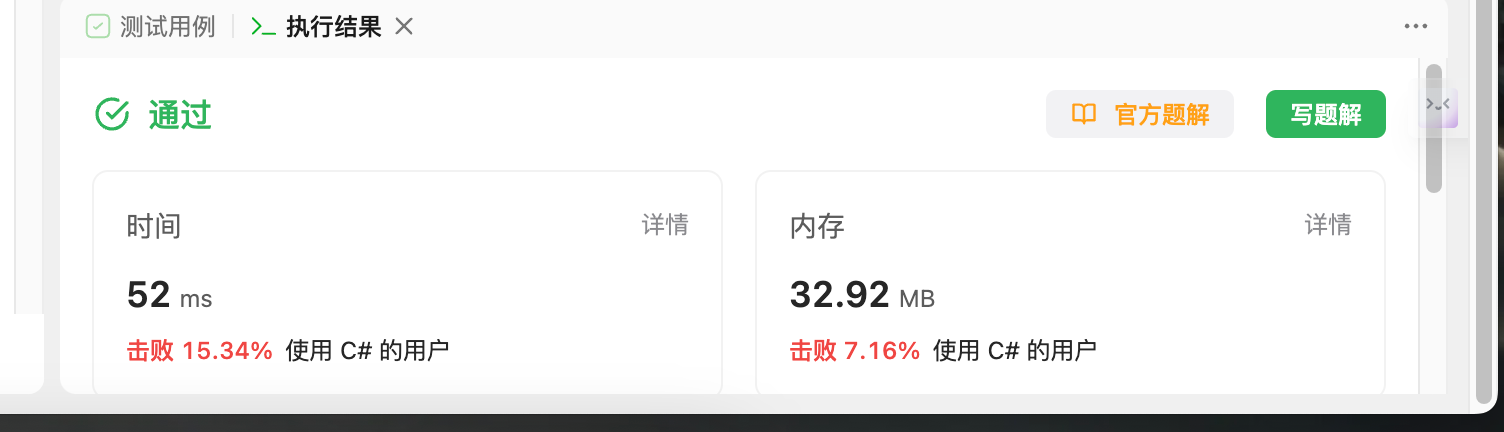 测试用例 执行结果
通过 官方题解 写题解
时间 详情 内存 详情
52 ms 32.92 MB
击败 15.34% 使用 C# 的用户 击败 7.16% 使用 C# 的用户